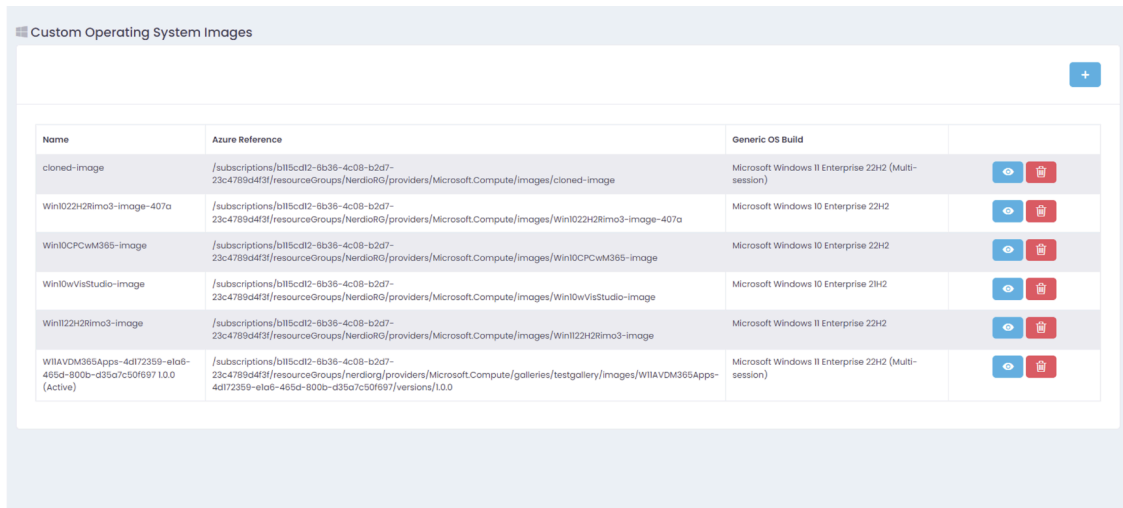 Custom Operating System Images
+
Name
Azure Reference
Generic OS Build
cloned-image
/subscriptions/b115cd12-6b36-4c08-b2d7-
23c4789d4f3f/resourceGroups/NerdioRG/providers/Microsoft.Compute/images/cloned-image
Microsoft Windows 11 Enterprise 22H2 (Multi-
session)
Win1022H2Rimo3-image-407a
/subscriptions/b115cd12-6b36-4c08-b2d7-
23c4789d4f3f/resourceGroups/NerdioRG/providers/Microsoft.Compute/images/Win1022H2Rimo3-image-407a
Microsoft Windows 10 Enterprise 22H2
Win10CPCwM365-image
/subscriptions/b115cd12-6b36-4c08-b2d7-
23c4789d4f3f/resourceGroups/NerdioRG/providers/Microsoft.Compute/images/Win10CPCwM365-image
Microsoft Windows 10 Enterprise 22H2
Win10wVisStudio-image
/subscriptions/b115cd12-6b36-4c08-b2d7-
23c4789d4f3f/resourceGroups/NerdioRG/providers/Microsoft.Compute/images/Win10wVisStudio-image
Microsoft Windows 10 Enterprise 21H2
Win1122H2Rimo3-image
/subscriptions/b115cd12-6b36-4c08-b2d7-
23c4789d4f3f/resourceGroups/NerdioRG/providers/Microsoft.Compute/images/Win1122H2Rimo3-image
Microsoft Windows 11 Enterprise 22H2
W11AVDM365Apps-4d172359-e1a6-
465d-800b-d35a7c50f697 1.0.0
(Active)
/subscriptions/b115cd12-6b36-4c08-b2d7-
23c4789d4f3f/resourceGroups/nerdiorg/providers/Microsoft.Compute/galleries/testgallery/images/W11AVDM365Apps-
4d172359-e1a6-465d-800b-d35a7c50f697/versions/1.0.0
Microsoft Windows 11 Enterprise 22H2 (Multi-
session)